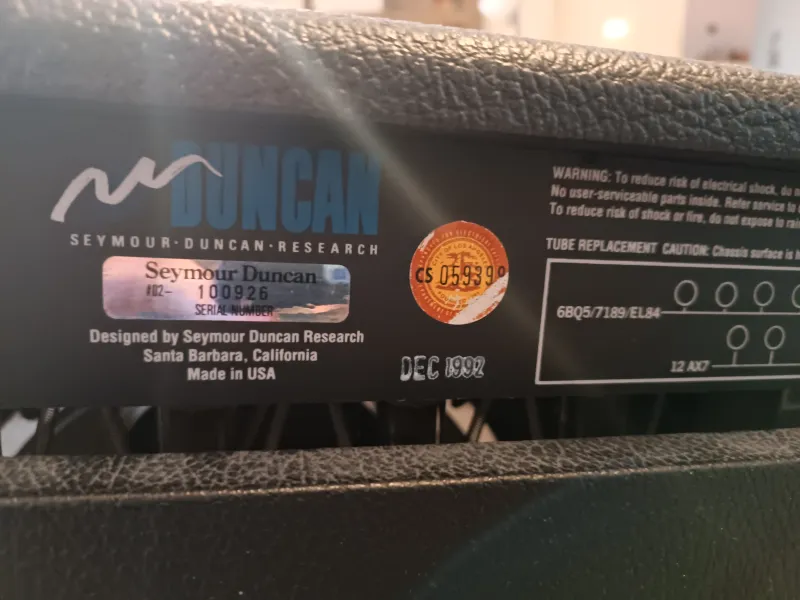 DUNCAN
SEYMOUR·DUNCAN·RESEARCH
Seymour Duncan
#02- 100926
SERIAL NUMBER
Designed by Seymour Duncan Research
Santa Barbara, California
Made in USA
CS 059399
DEC 1992
WARNING: To reduce risk of electrical shock, do
No user-serviceable parts inside. Refer service to
To reduce risk of shock or fire, do not expose to
TUBE REPLACEMENT CAUTION: Chassis surface is
6BQ5/7189/EL84
12 AX7